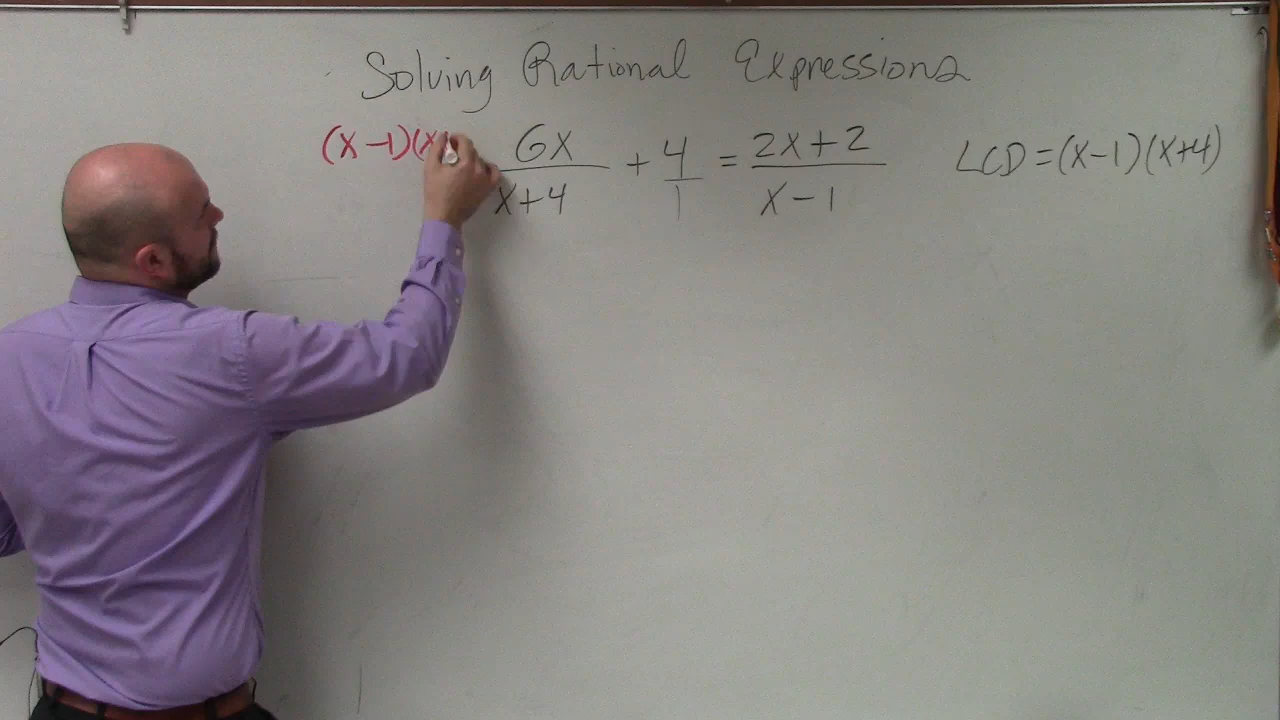 Solving Rational Expressions
(x-1)(x 6x/x+4 + 4/1 = 2x+2/x-1 LCD=(x-1)(x+4)